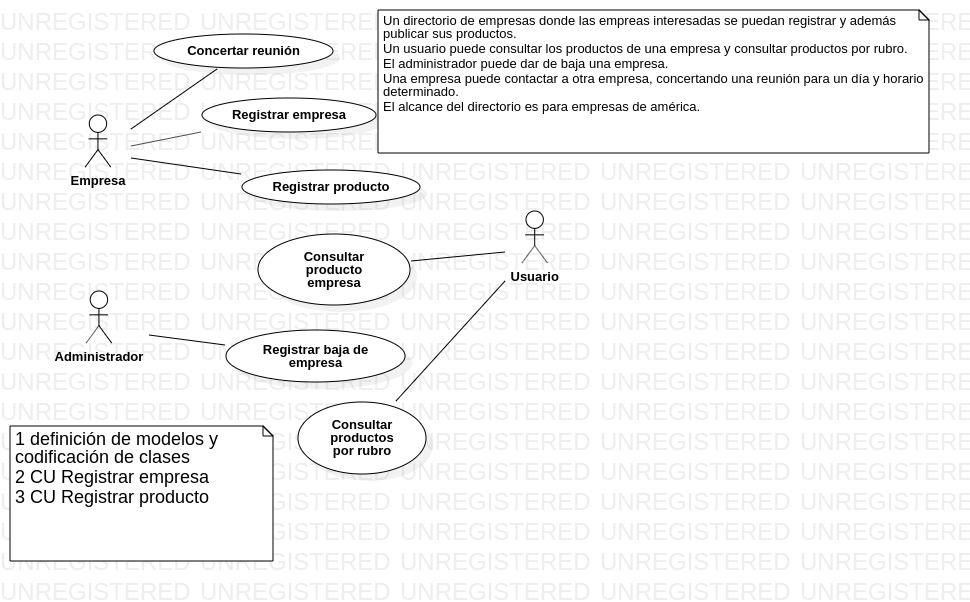 Un directorio de empresas donde las empreas interesadas se puedan registrar y además
publicar sus productos.
Un usuario puede consultar los productos de una empresa y consultar productos por rubro.
El administrador puede dar de baja una empresa.
Una empresa puede contactar a otra empresa, concertando una reunión para un día y horario
determinado.
El alcance del directorio es para empresas de américa.
Concertar reunión
Registrar empresa
Empresa
Registrar producto
Consultar
producto
empresa
Usuario
Administrador
Registrar baja de
empresa
Consultar
productos
por rubro
1 definición de modelos y
codificación de clases
2 CU Registrar empresa
3 CU Registrar producto
UNREGISTERED